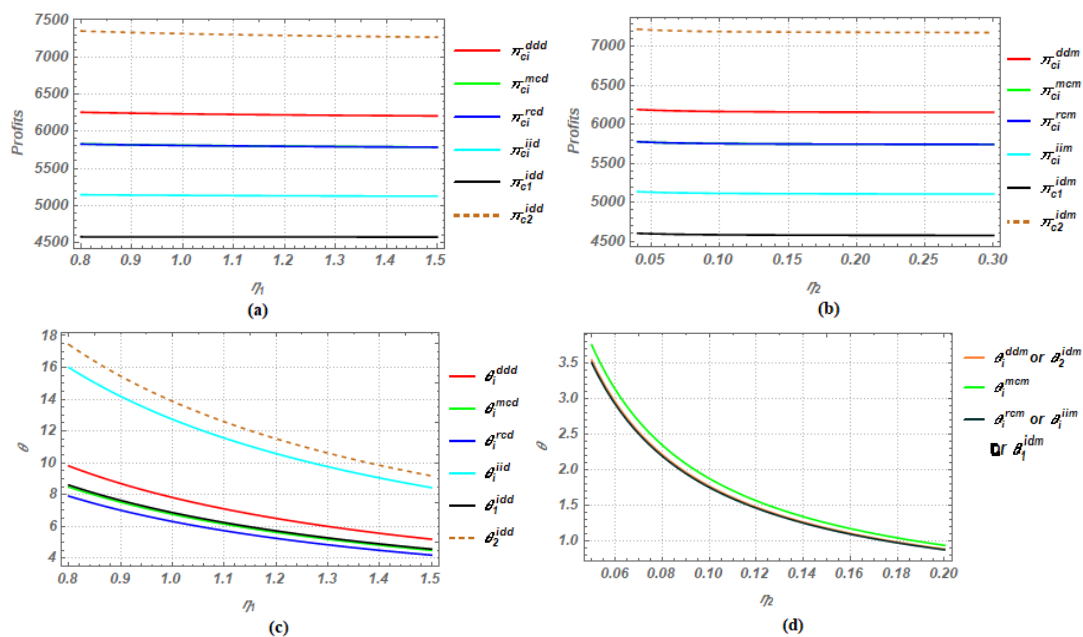 7500
7000
6500
6000
5500
5000
4500
Profits
0.8 0.9 1.0 1.1 1.2 1.3 1.4 1.5
η1
(a)
π_ci^ddd
π_ci^mcd
π_ci^rcd
π_ci^iid
π_c1^idd
π_c2^idd
7000
6500
6000
5500
5000
4500
Profits
0.05 0.10 0.15 0.20 0.25 0.30
η2
(b)
π_ci^ddm
π_ci^mcm
π_ci^rcm
π_ci^iim
π_c1^idm
π_c2^idm
18
16
14
12
10
8
6
4
θ
0.8 0.9 1.0 1.1 1.2 1.3 1.4 1.5
η1
(c)
θ_i^ddd
θ_i^mcd
θ_i^rcd
θ_i^iid
θ_1^idd
θ_2^idd
3.5
3.0
2.5
2.0
1.5
1.0
θ
0.06 0.08 0.10 0.12 0.14 0.16 0.18 0.20
η2
(d)
θ_i^ddm or θ_2^idm
θ_i^mcm
θ_i^rcm or θ_i^iim
θ_1^idm